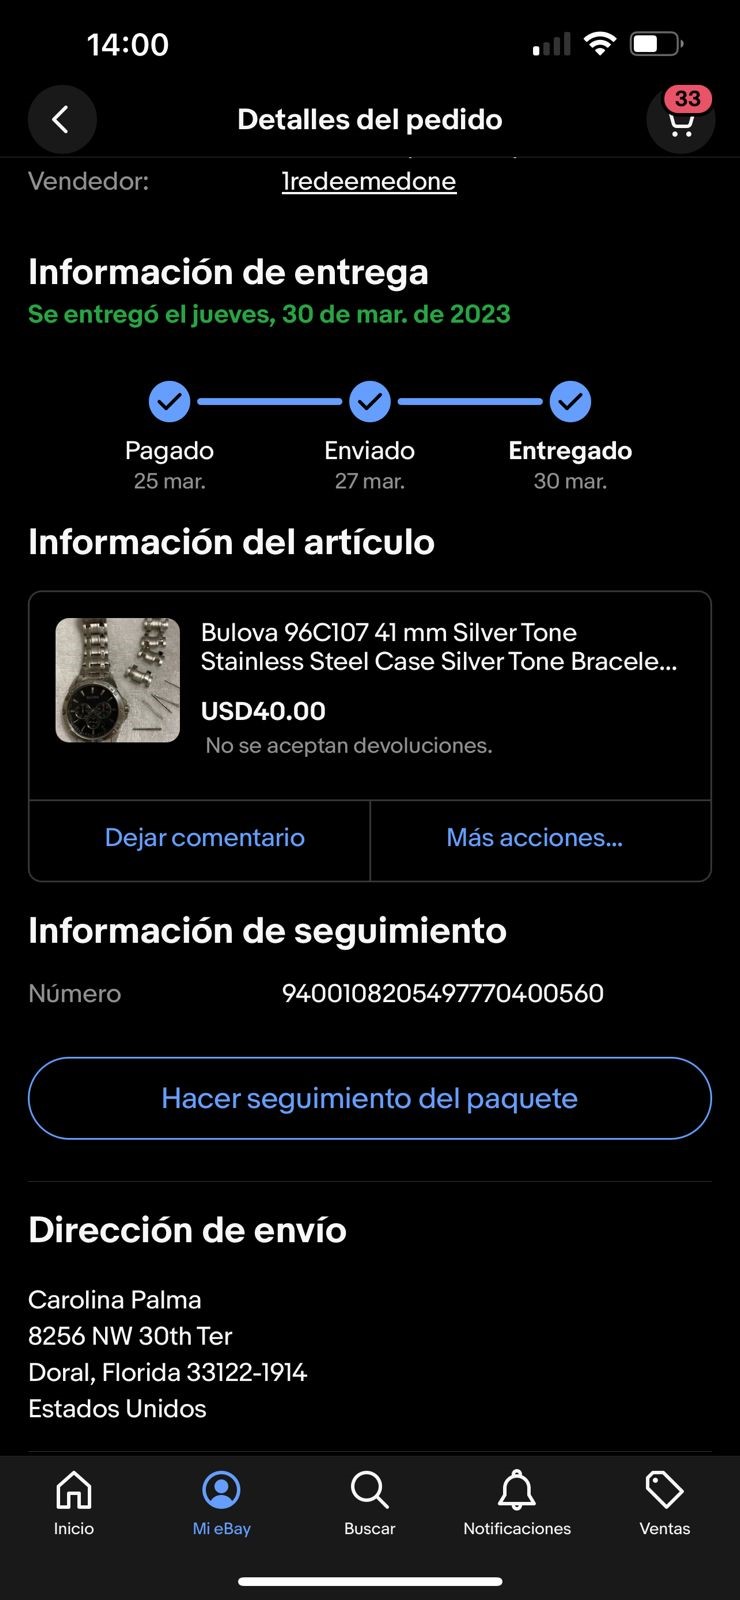 14:00
Detalles del pedido
33
Vendedor: 1redeemedone
Información de entrega
Se entregó el jueves, 30 de mar. de 2023
Pagado Enviado Entregado
25 mar. 27 mar. 30 mar.
Información del artículo
Bulova 96C107 41 mm Silver Tone
Stainless Steel Case Silver Tone Bracele...
USD40.00
No se aceptan devoluciones.
Dejar comentario Más acciones...
Información de seguimiento
Número 9400108205497770400560
Hacer seguimiento del paquete
Dirección de envío
Carolina Palma
8256 NW 30th Ter
Doral, Florida 33122-1914
Estados Unidos
Inicio Mi eBay Buscar Notificaciones Ventas